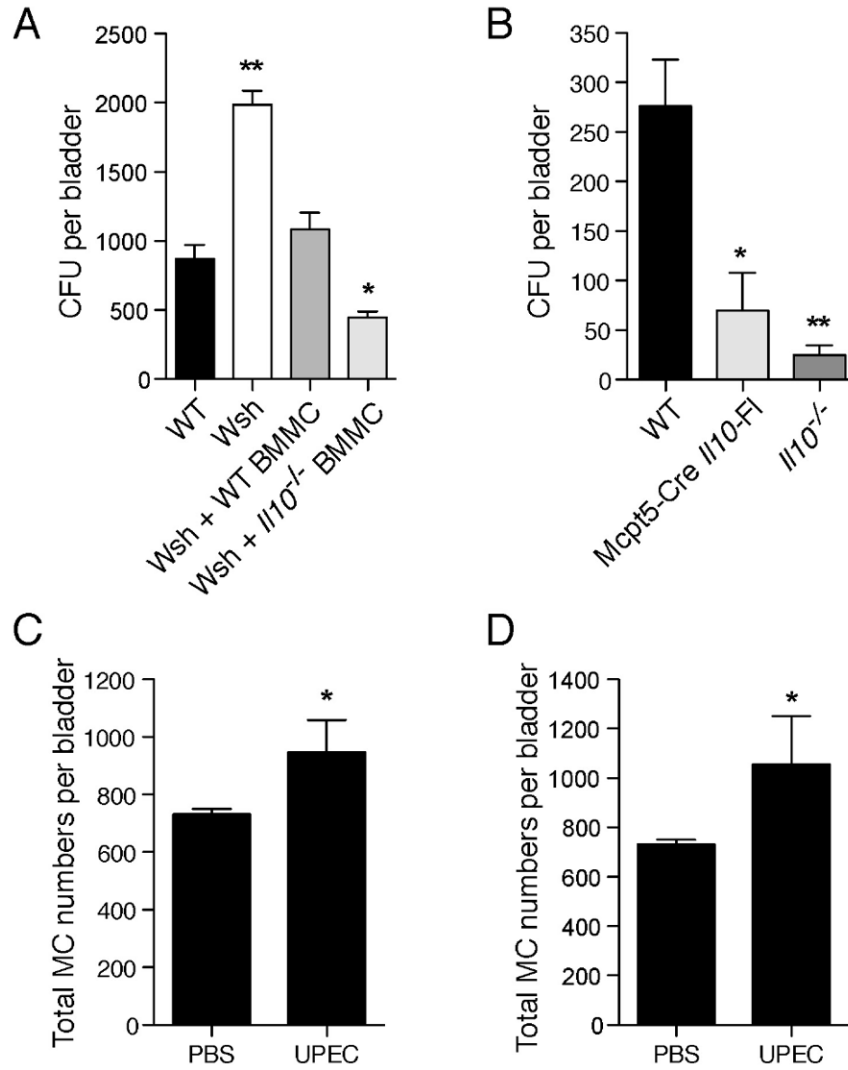 A
CFU per bladder
2500
2000
1500
1000
500
0
**
*
WT
Wsh
Wsh + WT BMMC
Wsh + Il10-/- BMMC
B
CFU per bladder
350
300
250
200
150
100
50
0
*
**
WT
Mcpt5-Cre Il10-Fl
Il10-/-
C
Total MC numbers per bladder
1200
1000
800
600
400
200
0
*
PBS
UPEC
D
Total MC numbers per bladder
1400
1200
1000
800
600
400
200
0
*
PBS
UPEC